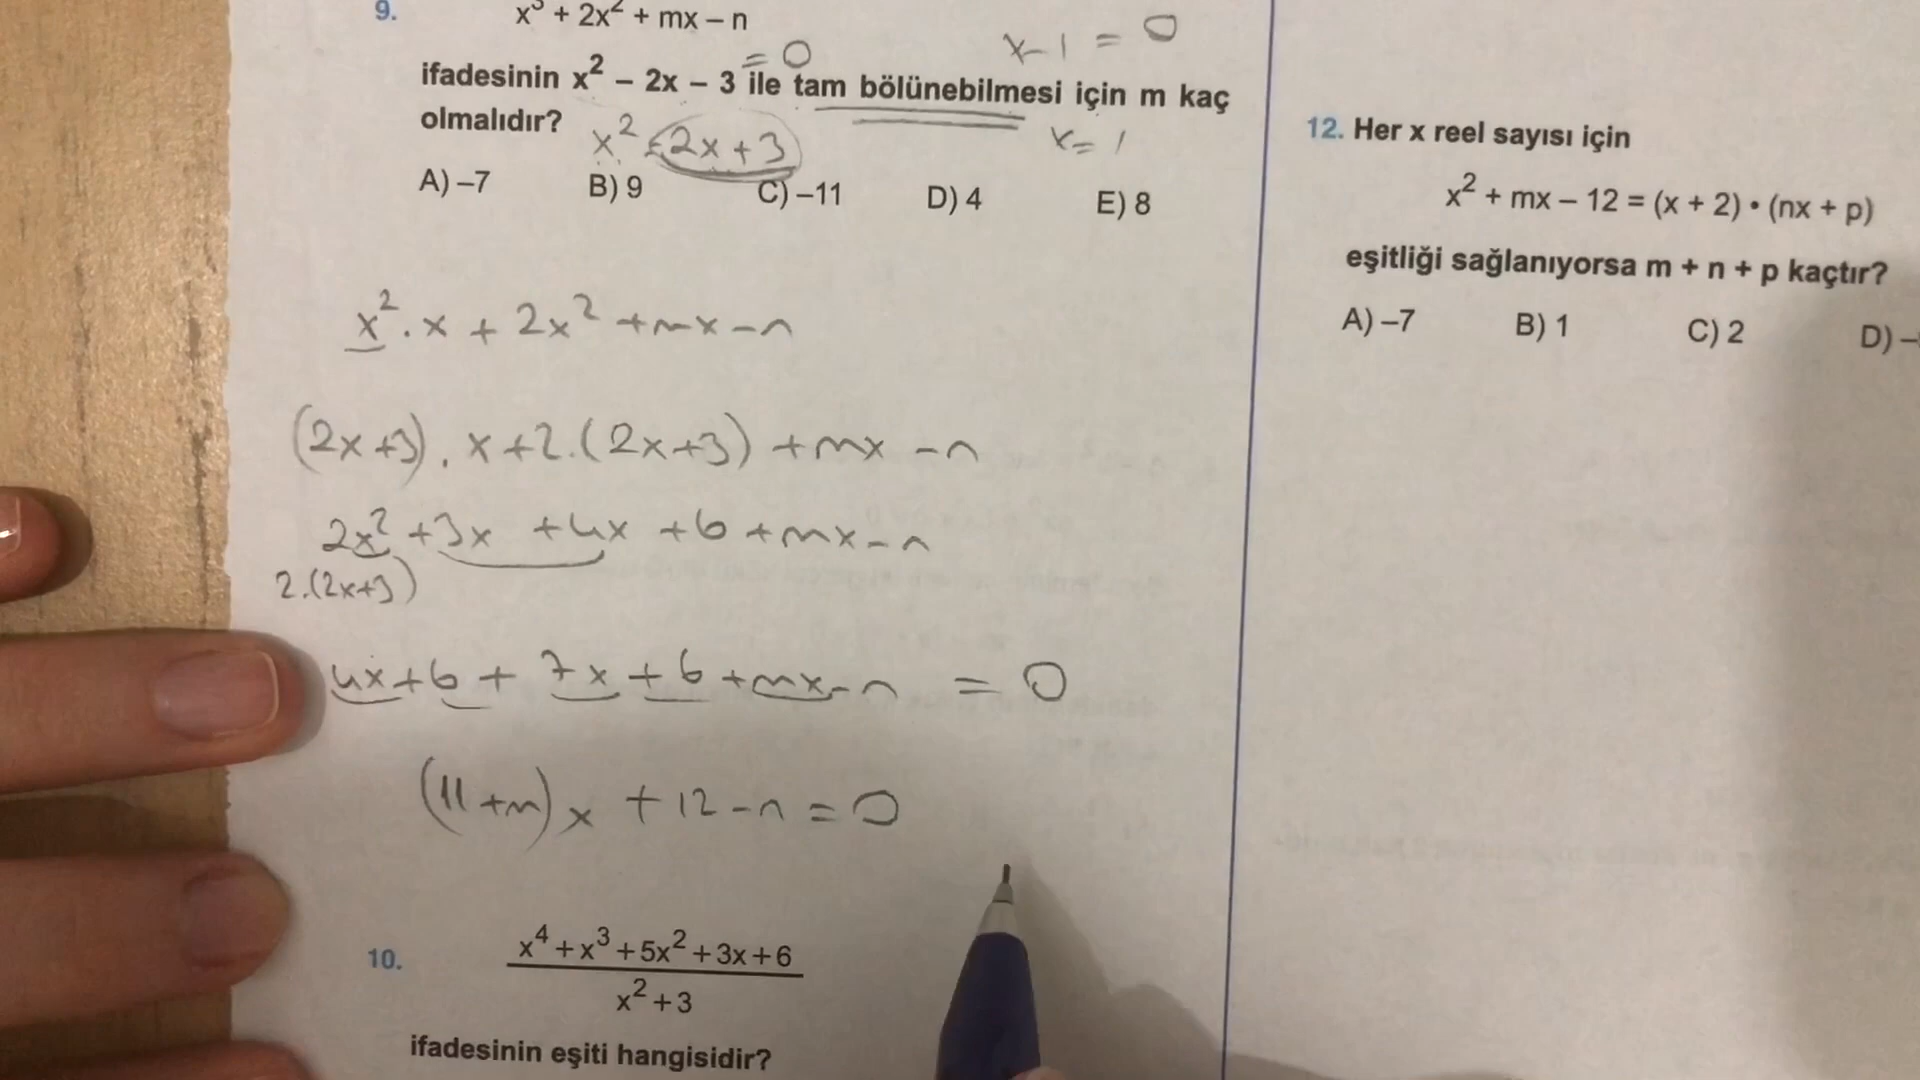 9. x³ + 2x² + mx – n
= 0
x-1 = 0
ifadesinin x² – 2x – 3 ile tam bölünebilmesi için m kaç
olmalıdır?
x² = 2x+3
x= 1
A) –7 B) 9 C) –11 D) 4 E) 8
x².x + 2x² +mx-n
(2x+3).x+2.(2x+3) +mx -n
2x² +3x +4x +6 +mx-n
2.(2x+3)
4x+6 + 7x +6 +mx-n = 0
(11+m)x +12-n=0
10. x⁴ + x³ + 5x² + 3x + 6
x² + 3
ifadesinin eşiti hangisidir?
12. Her x reel sayısı için
x² + mx – 12 = (x + 2) • (nx + p)
eşitliği sağlanıyorsa m + n + p kaçtır?
A) –7 B) 1 C) 2 D) –